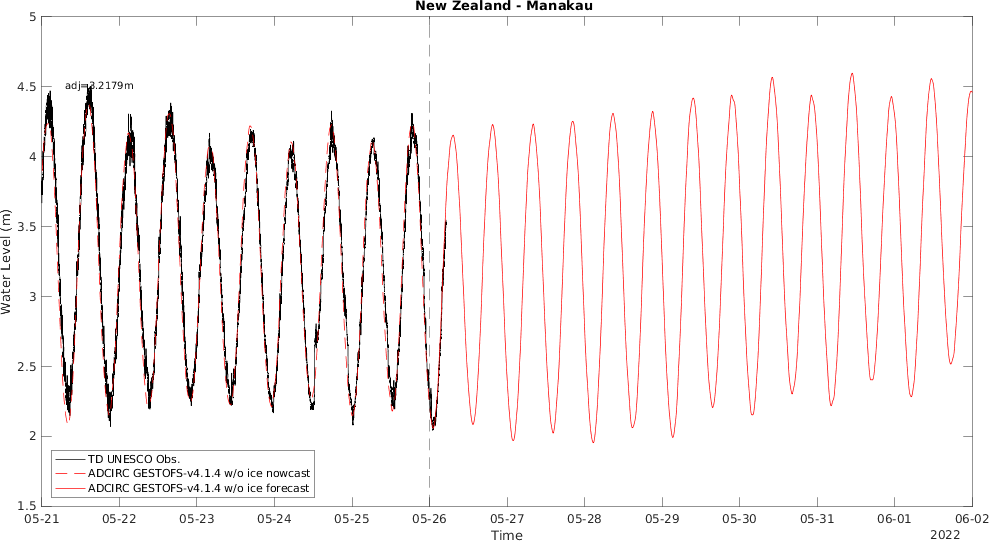 New Zealand - Manakau
adj=3.2179m
Water Level (m)
5
4.5
4
3.5
3
2.5
2
1.5
TD UNESCO Obs.
ADCIRC GESTOFS-v4.1.4 w/o ice nowcast
ADCIRC GESTOFS-v4.1.4 w/o ice forecast
05-21 05-22 05-23 05-24 05-25 05-26 05-27 05-28 05-29 05-30 05-31 06-01 06-02
Time
2022